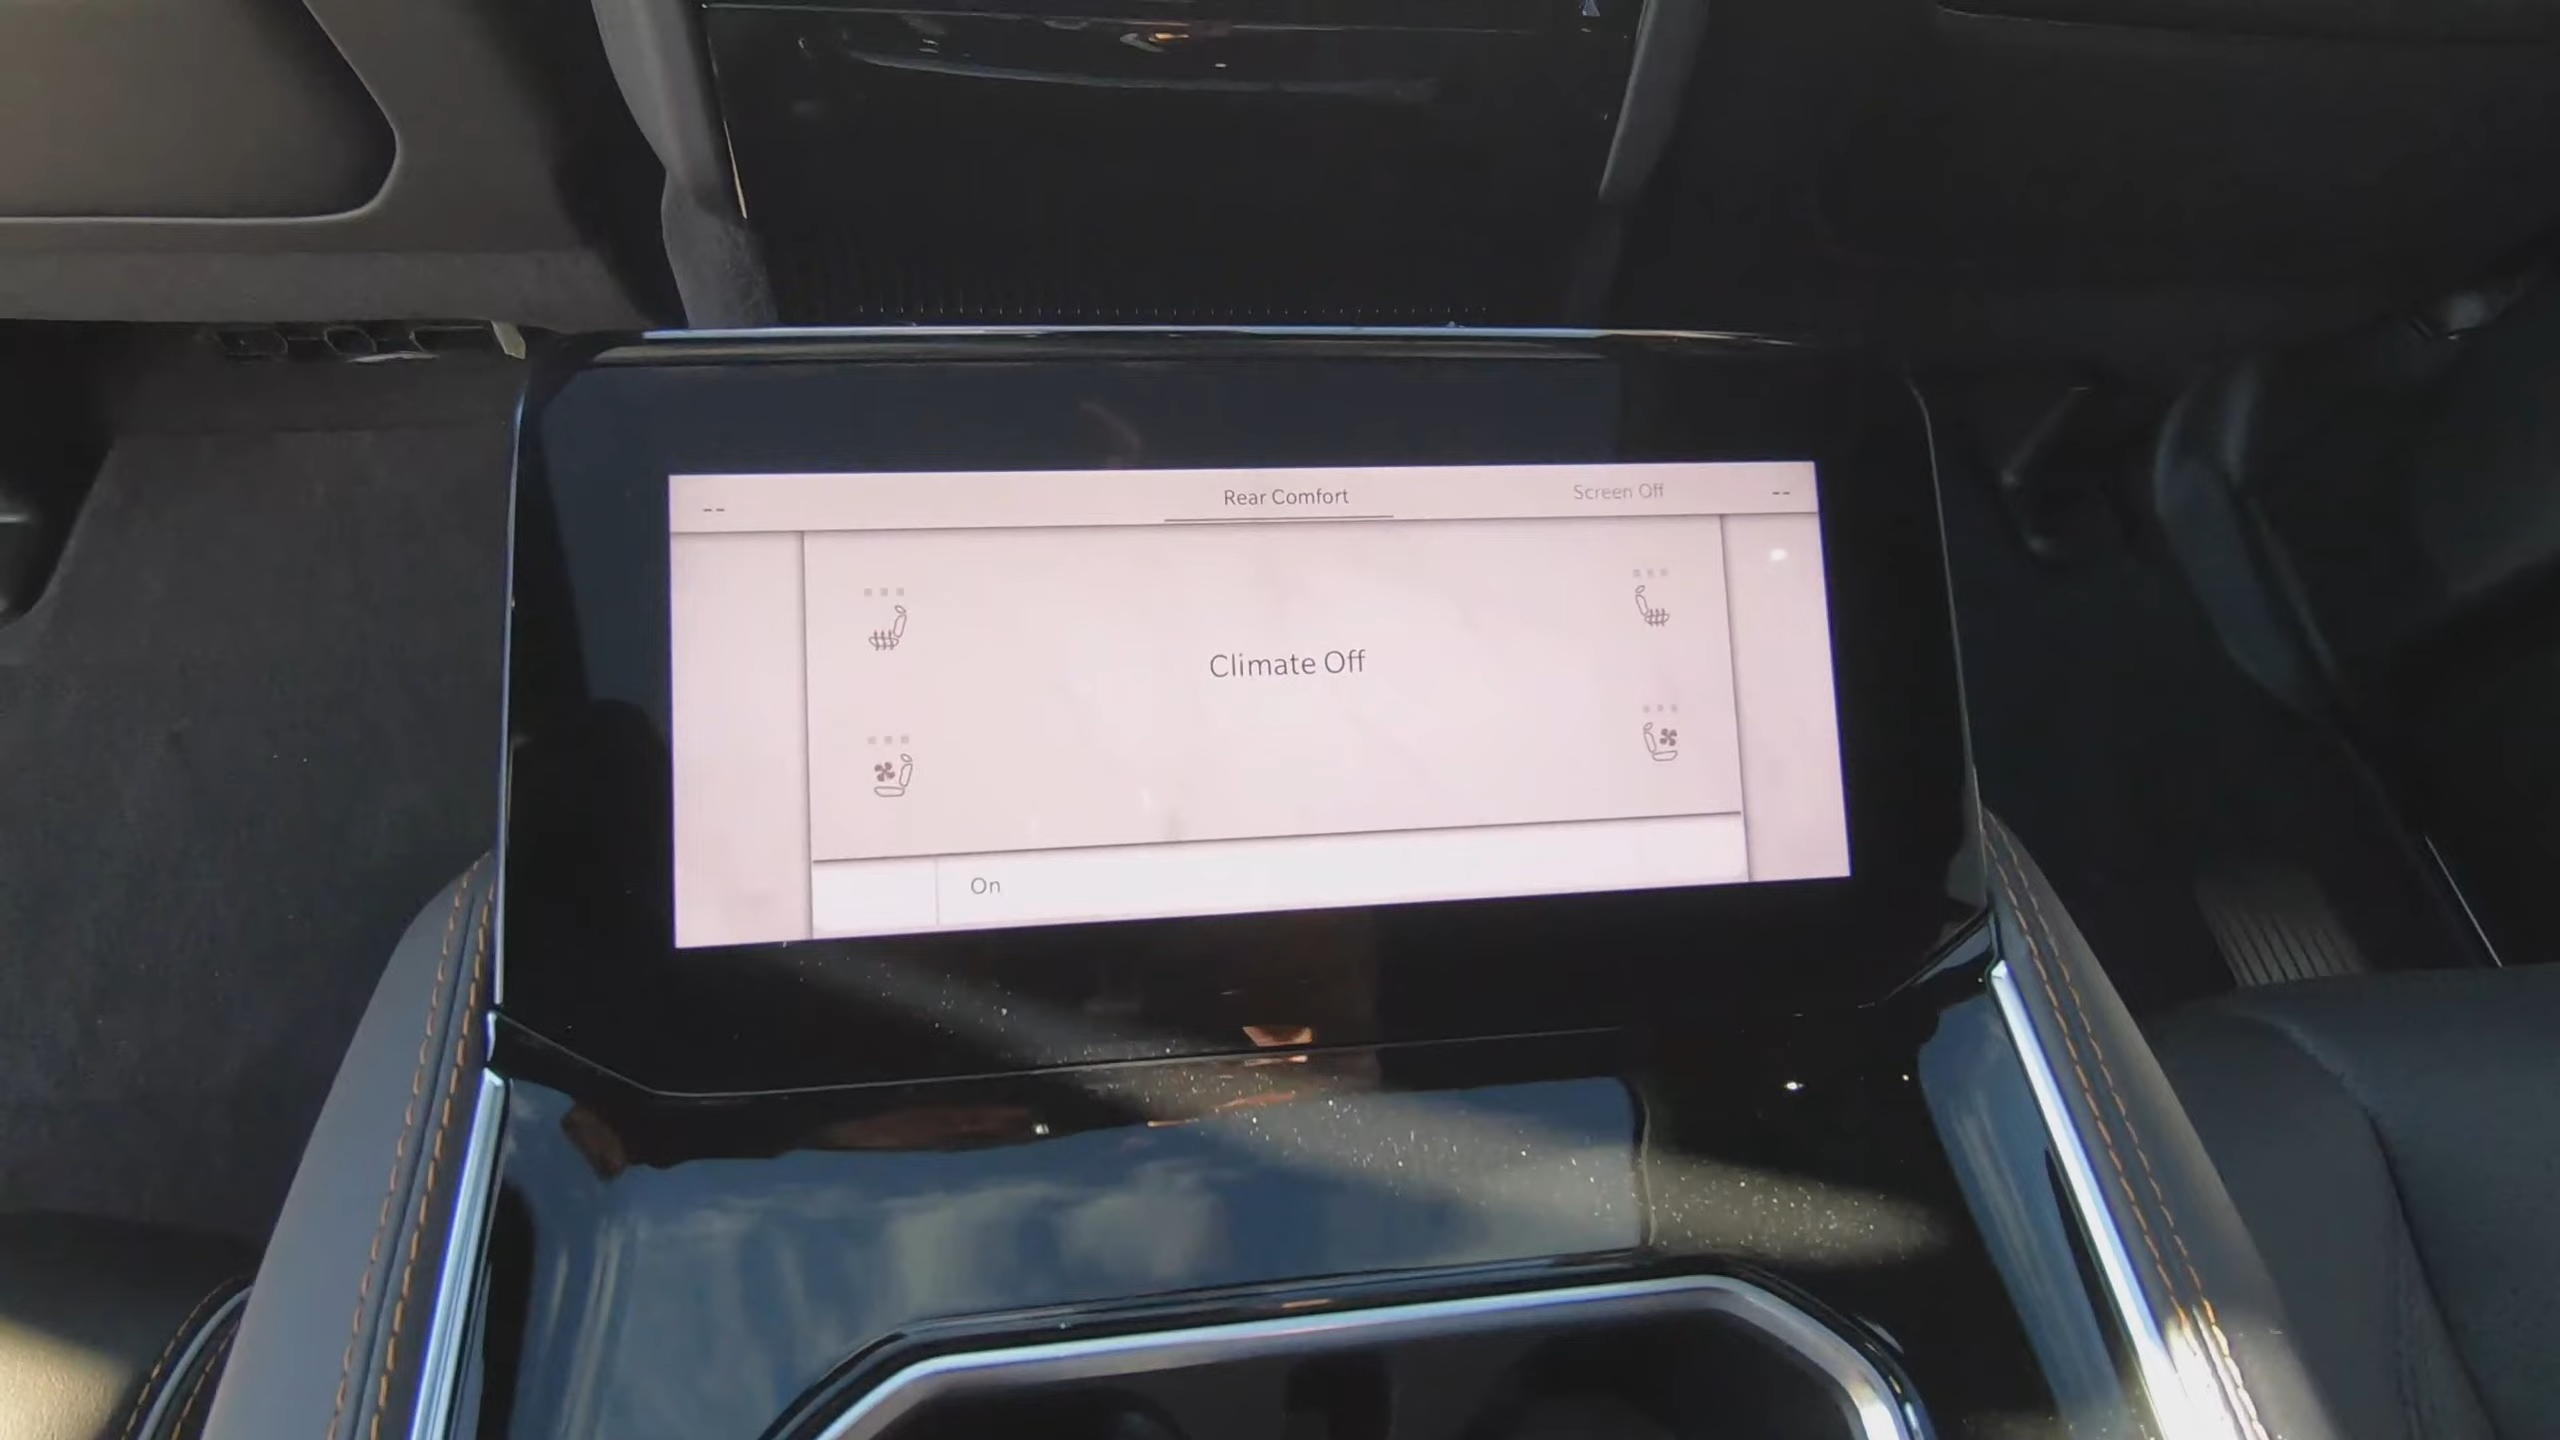 --
Rear Comfort
Screen Off
--
Climate Off
On